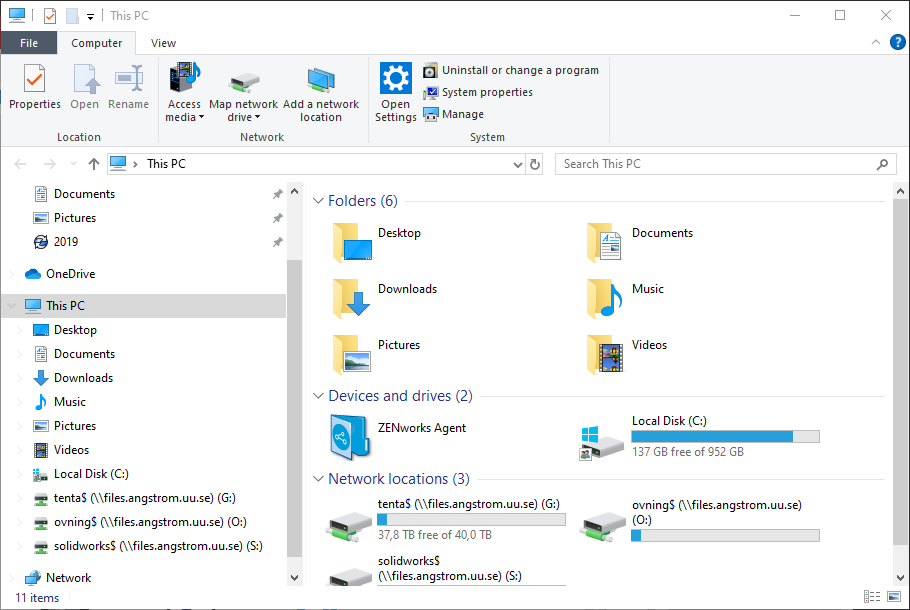 This PC
File Computer View
Properties Open Rename
Location
Access media
Map network drive
Add a network location
Network
Open Settings
Uninstall or change a program
System properties
Manage
System
This PC
Search This PC
Documents
Pictures
2019
OneDrive
This PC
Desktop
Documents
Downloads
Music
Pictures
Videos
Local Disk (C:)
tenta$ (\\files.angstrom.uu.se) (G:)
ovning$ (\\files.angstrom.uu.se) (O:)
solidworks$ (\\files.angstrom.uu.se) (S:)
Network
Folders (6)
Desktop
Documents
Downloads
Music
Pictures
Videos
Devices and drives (2)
ZENworks Agent
Local Disk (C:)
137 GB free of 952 GB
Network locations (3)
tenta$ (\\files.angstrom.uu.se) (G:)
37,8 TB free of 40,0 TB
ovning$ (\\files.angstrom.uu.se)
(O:)
solidworks$
(\\files.angstrom.uu.se) (S:)
11 items